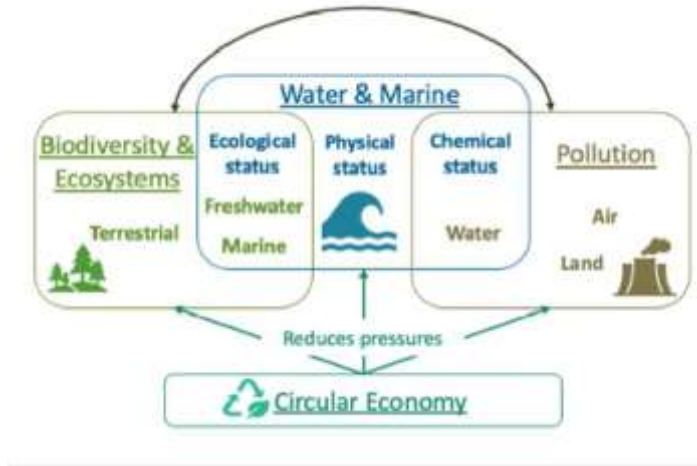 Water & Marine
Biodiversity &
Ecosystems
Terrestrial
Ecological
status
Freshwater
Marine
Physical
status
Chemical
status
Water
Pollution
Air
Land
Reduces pressures
Circular Economy